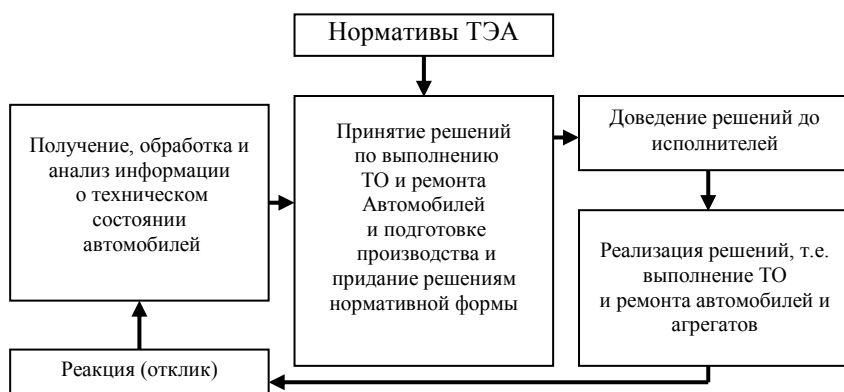 Нормативы ТЭА
Получение, обработка и
анализ информации
о техническом
состоянии
автомобилей
Принятие решений
по выполнению
ТО и ремонта
Автомобилей
и подготовке
производства и
придание решениям
нормативной формы
Доведение решений до
исполнителей
Реализация решений, т.е.
выполнение ТО
и ремонта автомобилей и
агрегатов
Реакция (отклик)